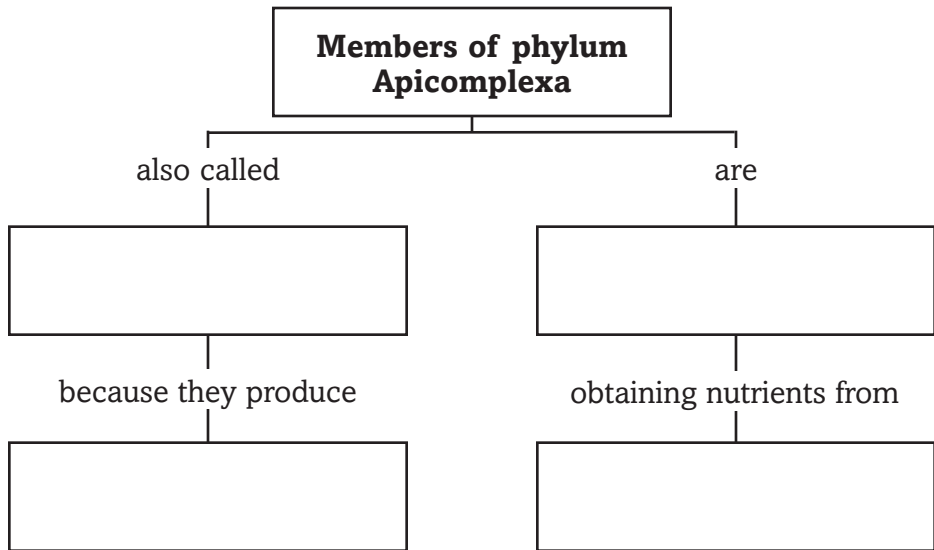 Members of phylum
Apicomplexa
also called
are
because they produce
obtaining nutrients from